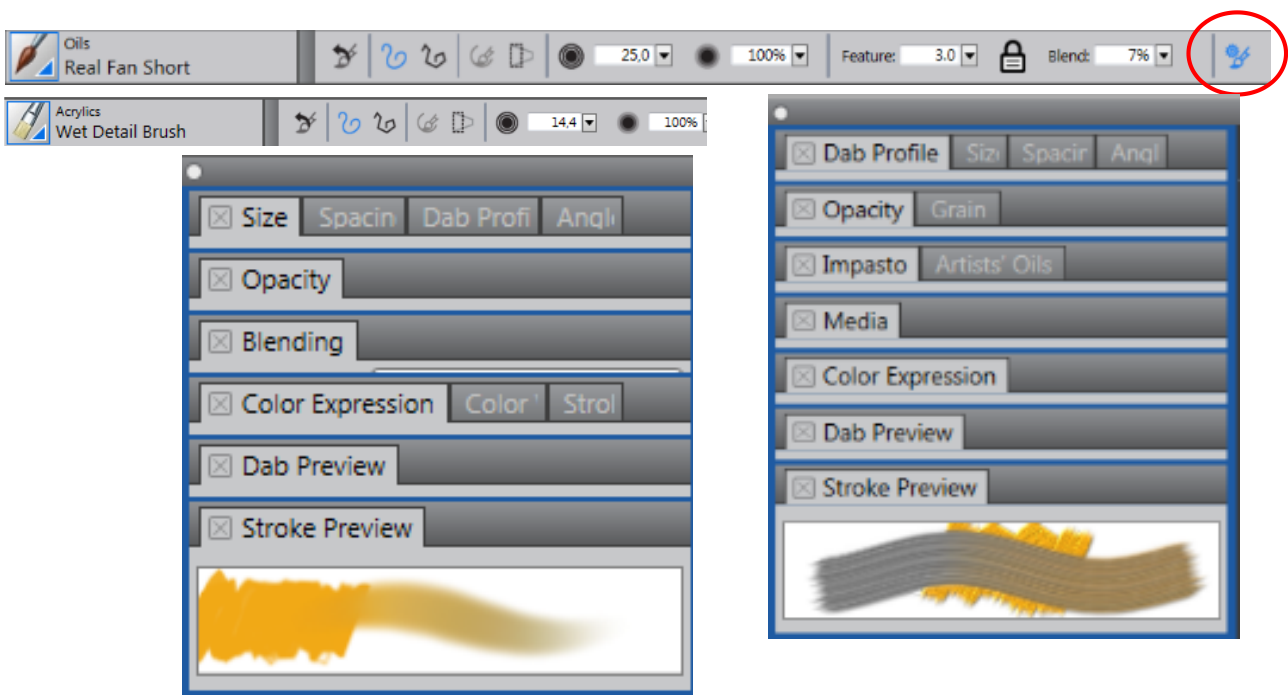 Oils
Real Fan Short
25,0
100%
Feature:
3.0
Blend:
7%
Acrylics
Wet Detail Brush
14,4
100%
Size Spacin Dab Profi Angl
Opacity
Blending
Color Expression Color Strol
Dab Preview
Stroke Preview
Dab Profile Siz Spacir Angl
Opacity Grain
Impasto Artists' Oils
Media
Color Expression
Dab Preview
Stroke Preview